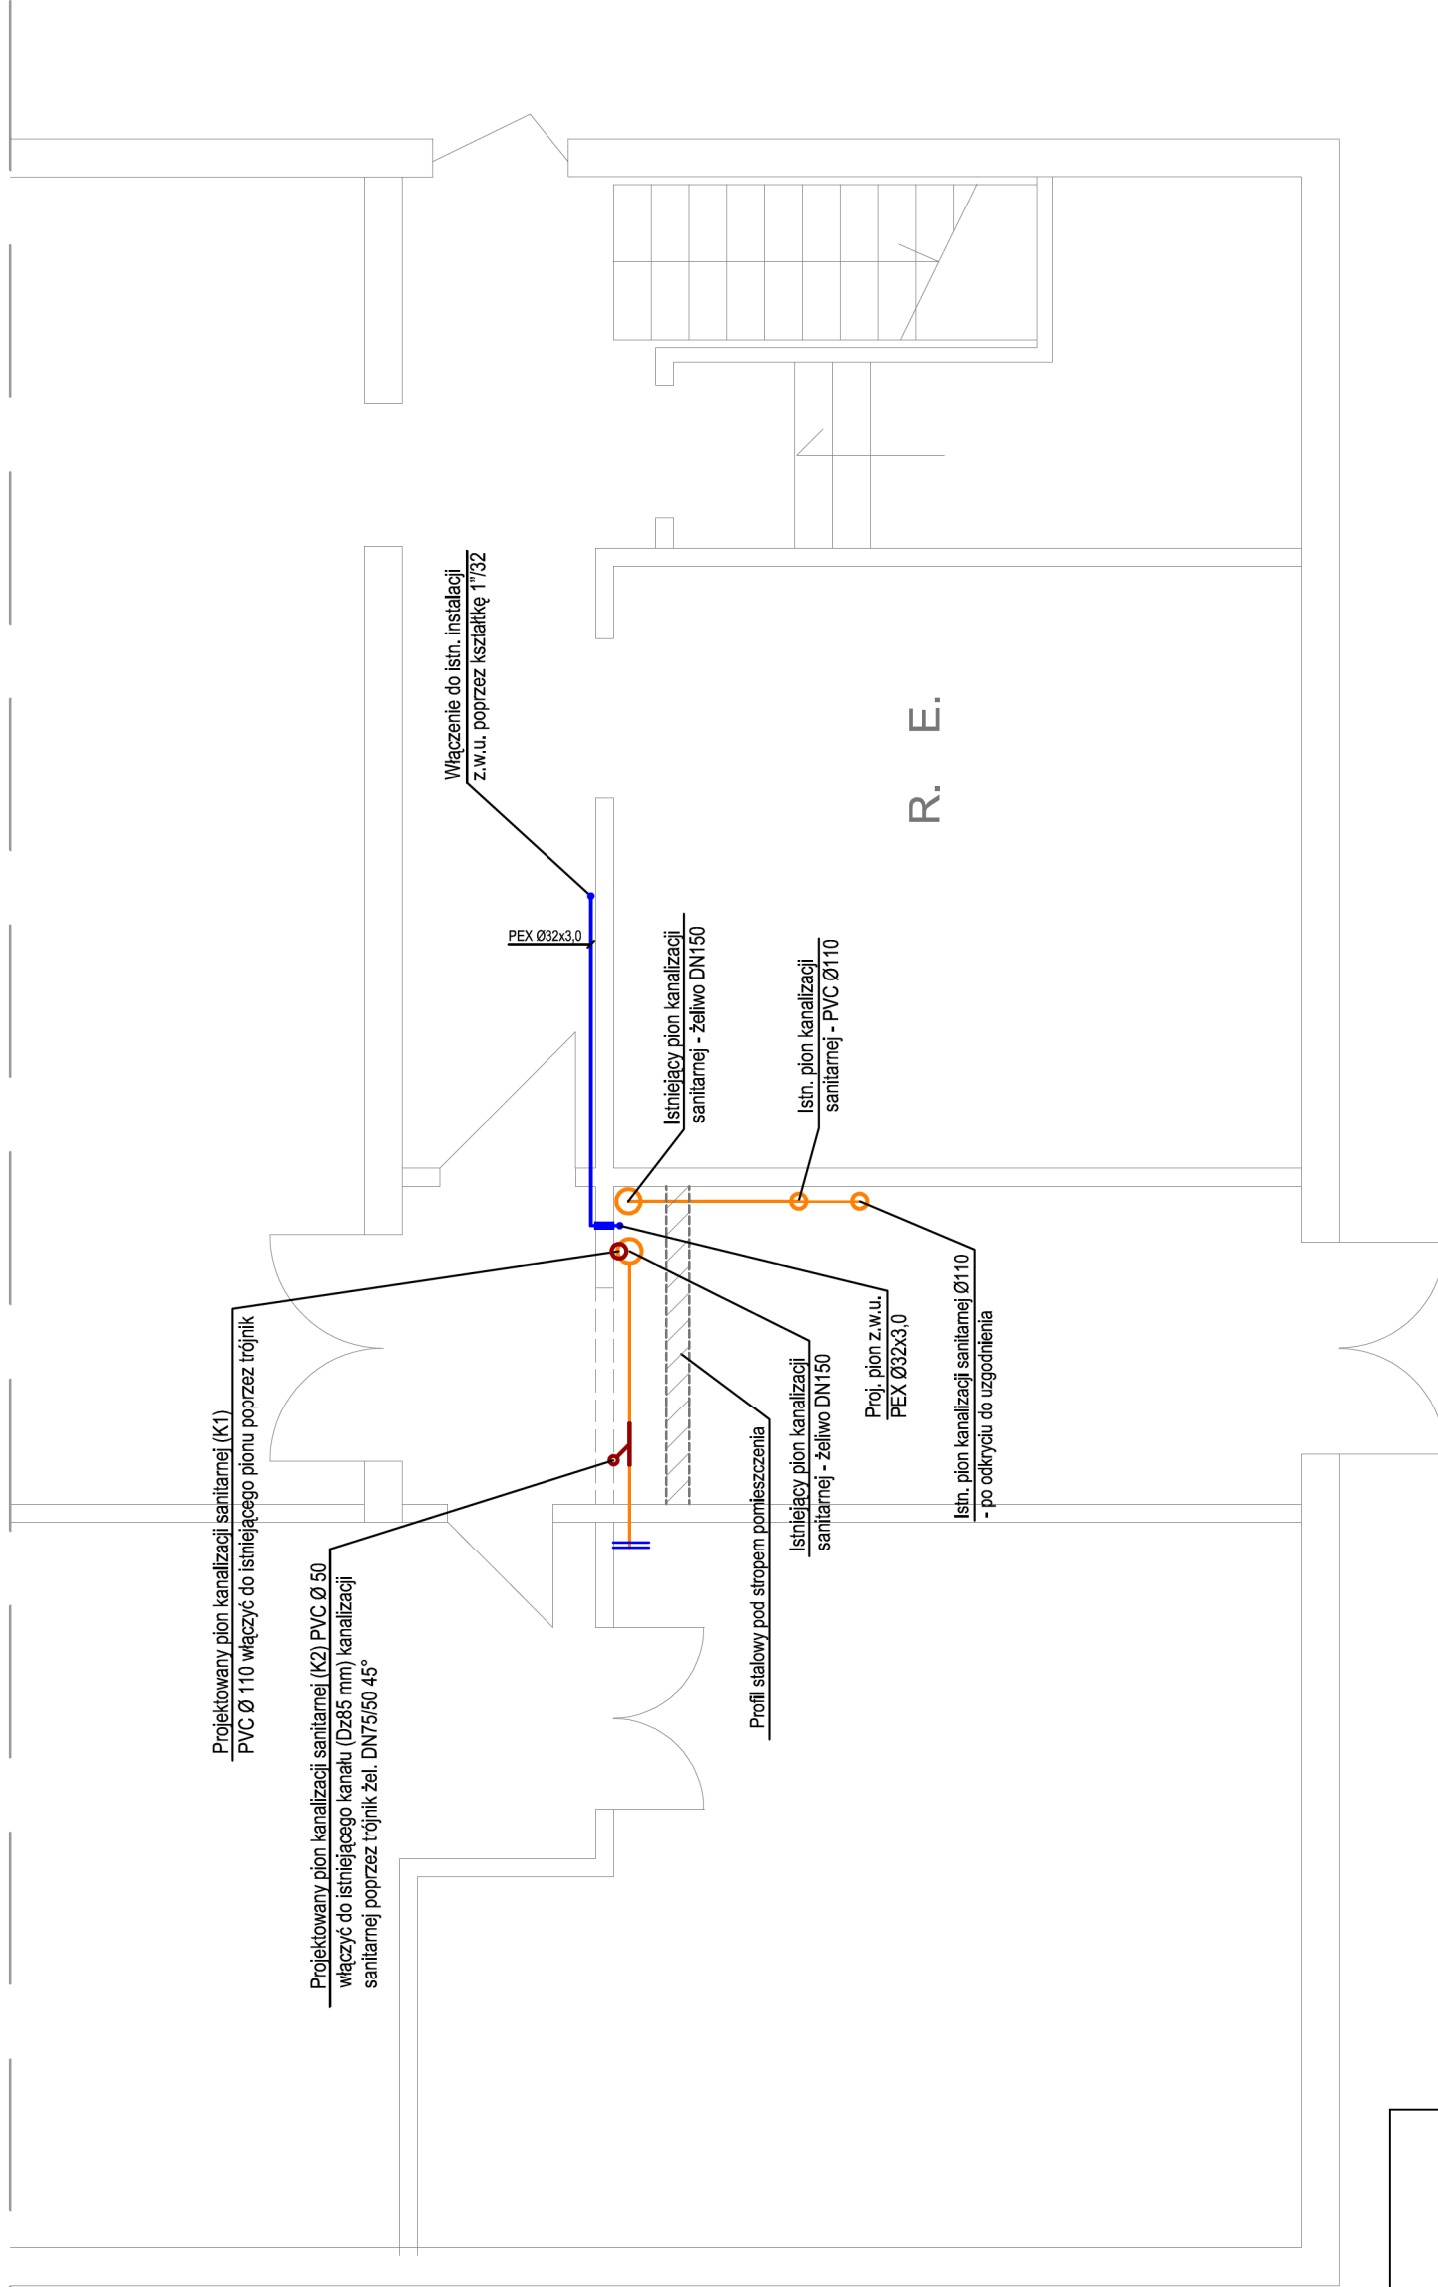 Projektowany pion kanalizacji sanitarnej (K1)
PVC Ø 110 włączyć do istniejącego pionu poprzez trójnik
Projektowany pion kanalizacji sanitarnej (K2) PVC Ø 50
włączyć do istniejącego kanału (Dz85 mm) kanalizacji
sanitarnej poprzez trójnik żel. DN75/50 45°
Włączenie do istn. instalacji
z.w.u. poprzez kształtkę 1"/32
PEX Ø32x3,0
Istniejący pion kanalizacji
sanitarnej - żeliwo DN150
Istn. pion kanalizacji
sanitarnej - PVC Ø110
R. E.
Profil stalowy pod stropem pomieszczenia
Istniejący pion kanalizacji
sanitarnej - żeliwo DN150
Proj. pion z.w.u.
PEX Ø32x3,0
Istn. pion kanalizacji sanitarnej Ø110
- po odkryciu do uzgodnienia